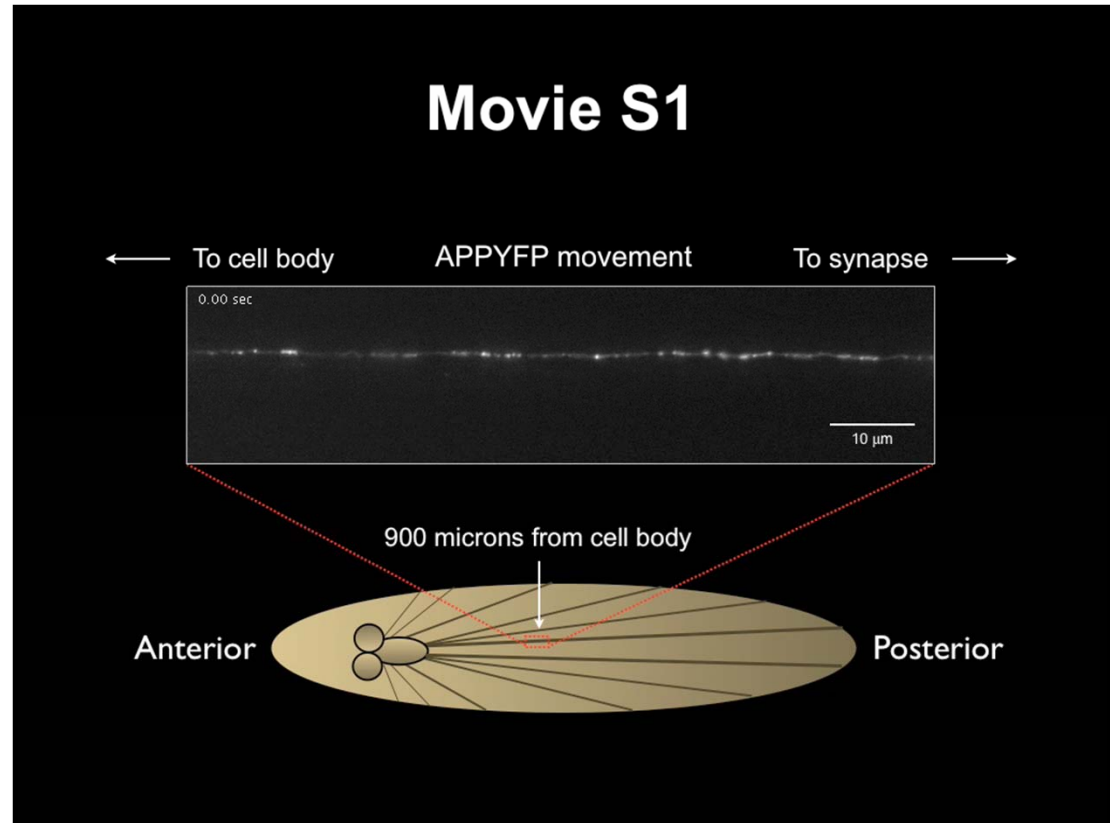 Movie S1
To cell body APPYFP movement To synapse
0.00 sec
10 µm
900 microns from cell body
Anterior Posterior